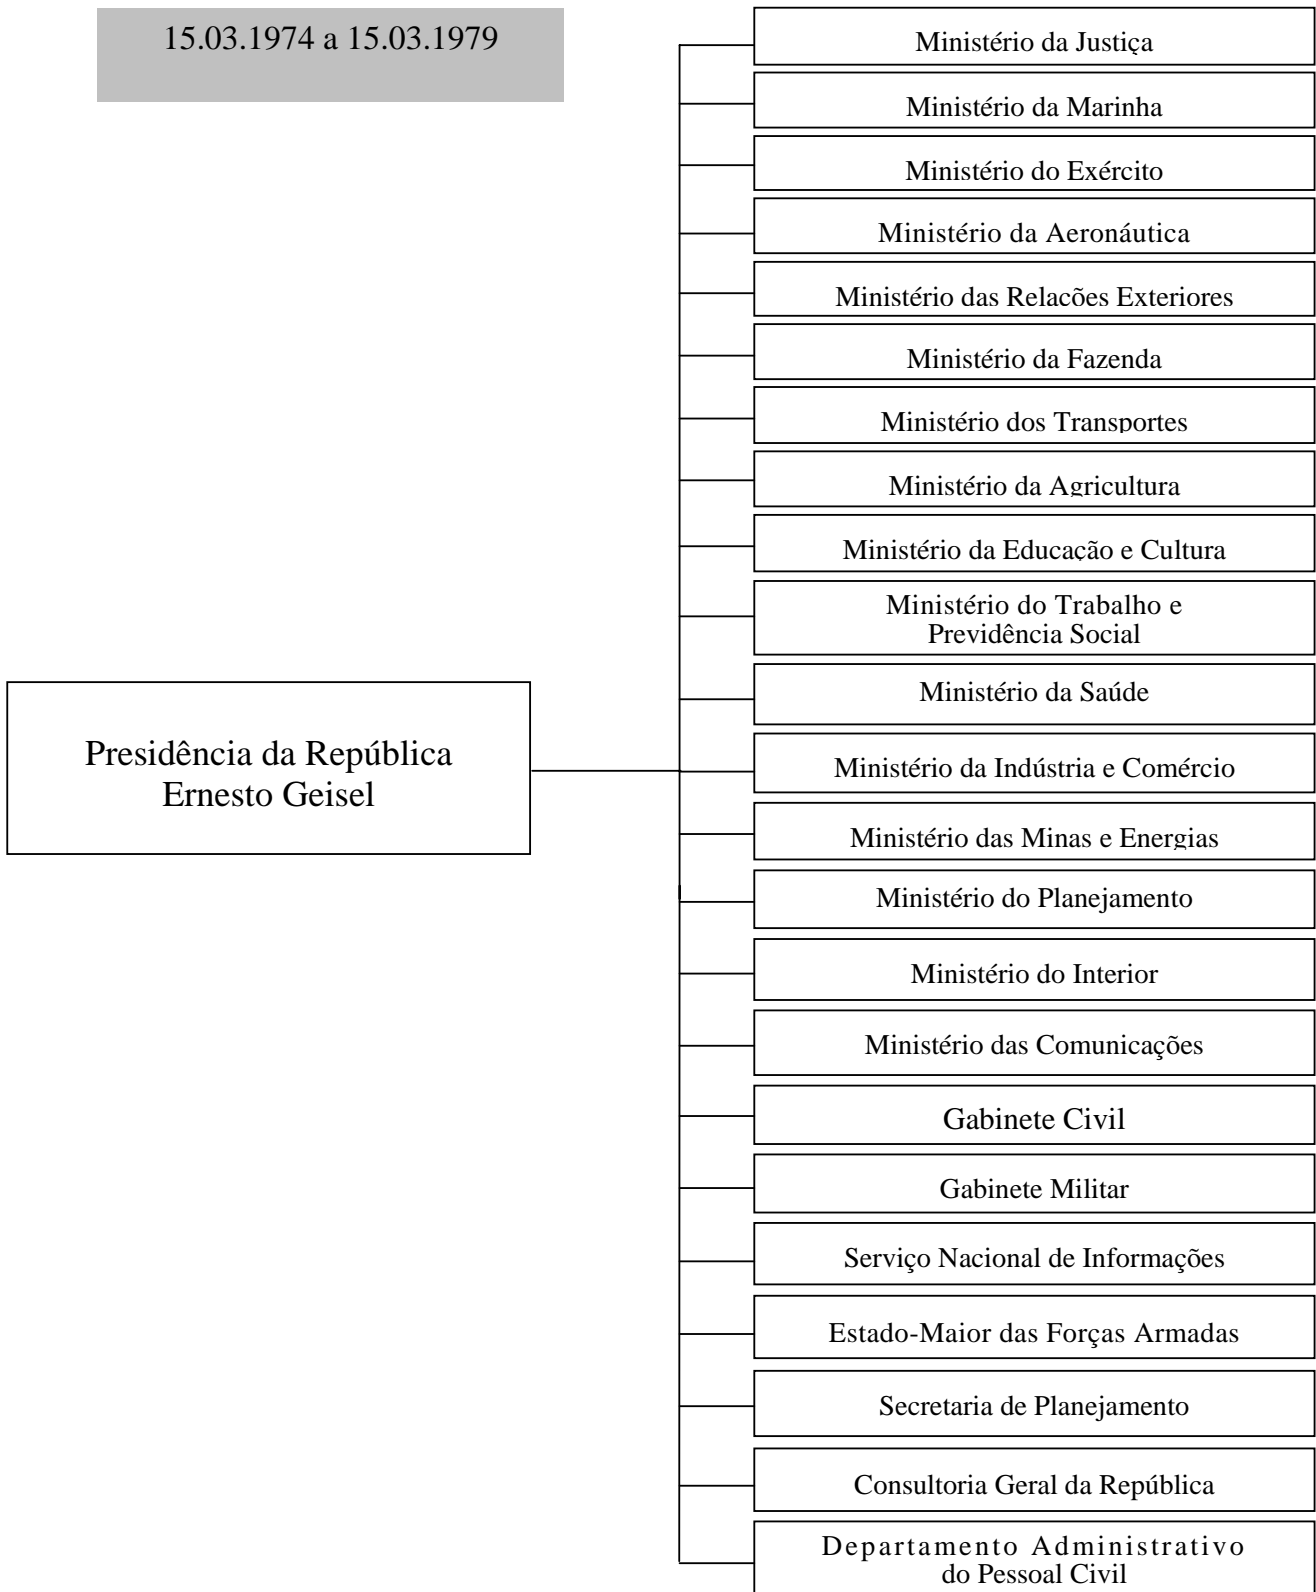 15.03.1974 a 15.03.1979
Ministério da Justiça
Ministério da Marinha
Ministério do Exército
Ministério da Aeronáutica
Ministério das Relacões Exteriores
Ministério da Fazenda
Ministério dos Transportes
Ministério da Agricultura
Ministério da Educação e Cultura
Ministério do Trabalho e
Previdência Social
Ministério da Saúde
Presidência da República
Ernesto Geisel
Ministério da Indústria e Comércio
Ministério das Minas e Energias
Ministério do Planejamento
Ministério do Interior
Ministério das Comunicações
Gabinete Civil
Gabinete Militar
Serviço Nacional de Informações
Estado-Maior das Forças Armadas
Secretaria de Planejamento
Consultoria Geral da República
Departamento Administrativo
do Pessoal Civil